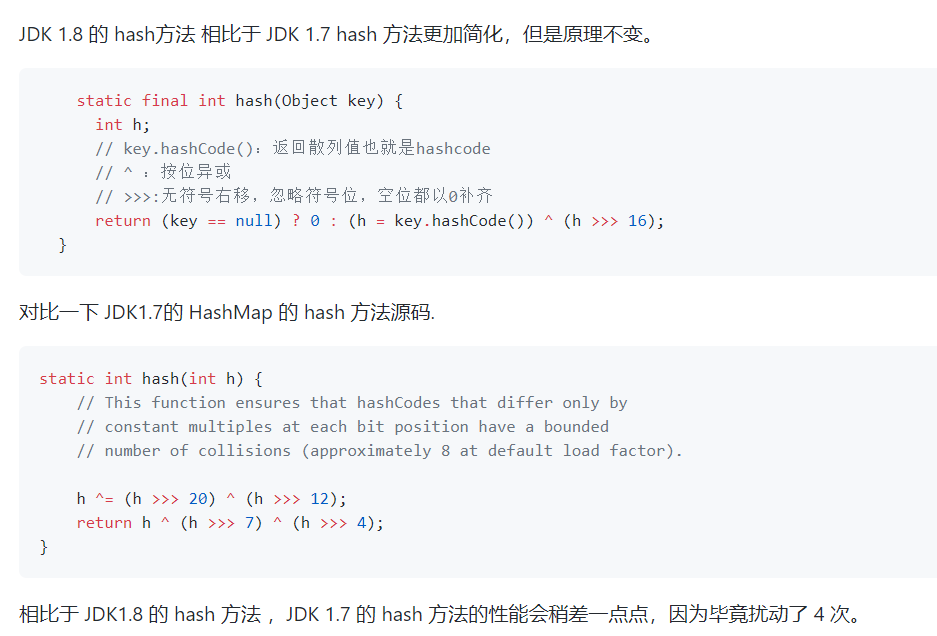 JDK 1.8 的 hash方法 相比于 JDK 1.7 hash 方法更加简化，但是原理不变。
static final int hash(Object key) {
int h;
// key.hashCode()：返回散列值也就是hashcode
// ^ ：按位异或
// >>>:无符号右移，忽略符号位，空位都以0补齐
return (key == null) ? 0 : (h = key.hashCode()) ^ (h >>> 16);
}
对比一下 JDK1.7的 HashMap 的 hash 方法源码.
static int hash(int h) {
// This function ensures that hashCodes that differ only by
// constant multiples at each bit position have a bounded
// number of collisions (approximately 8 at default load factor).
h ^= (h >>> 20) ^ (h >>> 12);
return h ^ (h >>> 7) ^ (h >>> 4);
}
相比于 JDK1.8 的 hash 方法 ，JDK 1.7 的 hash 方法的性能会稍差一点点，因为毕竟扰动了 4 次。